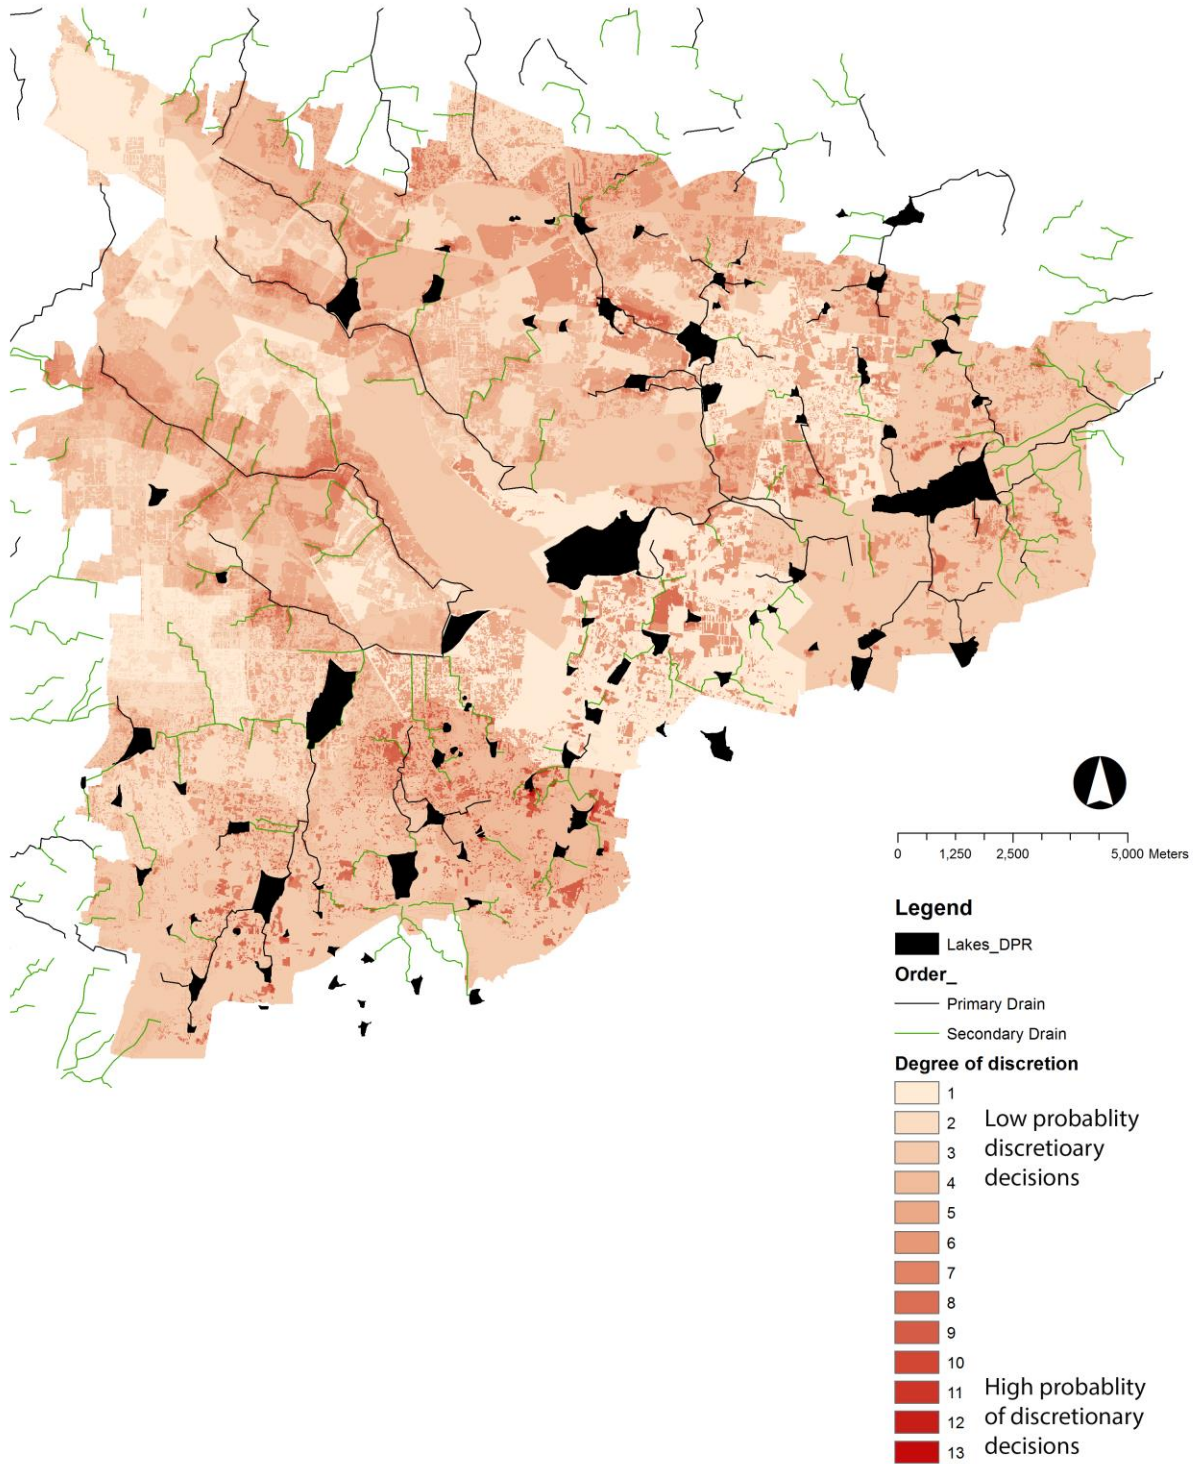 0 1,250 2,500 5,000 Meters
Legend
Lakes_DPR
Order_
Primary Drain
Secondary Drain
Degree of discretion
1
2 Low probablity
3 discretioary
4 decisions
5
6
7
8
9
10
11 High probablity
12 of discretionary
13 decisions